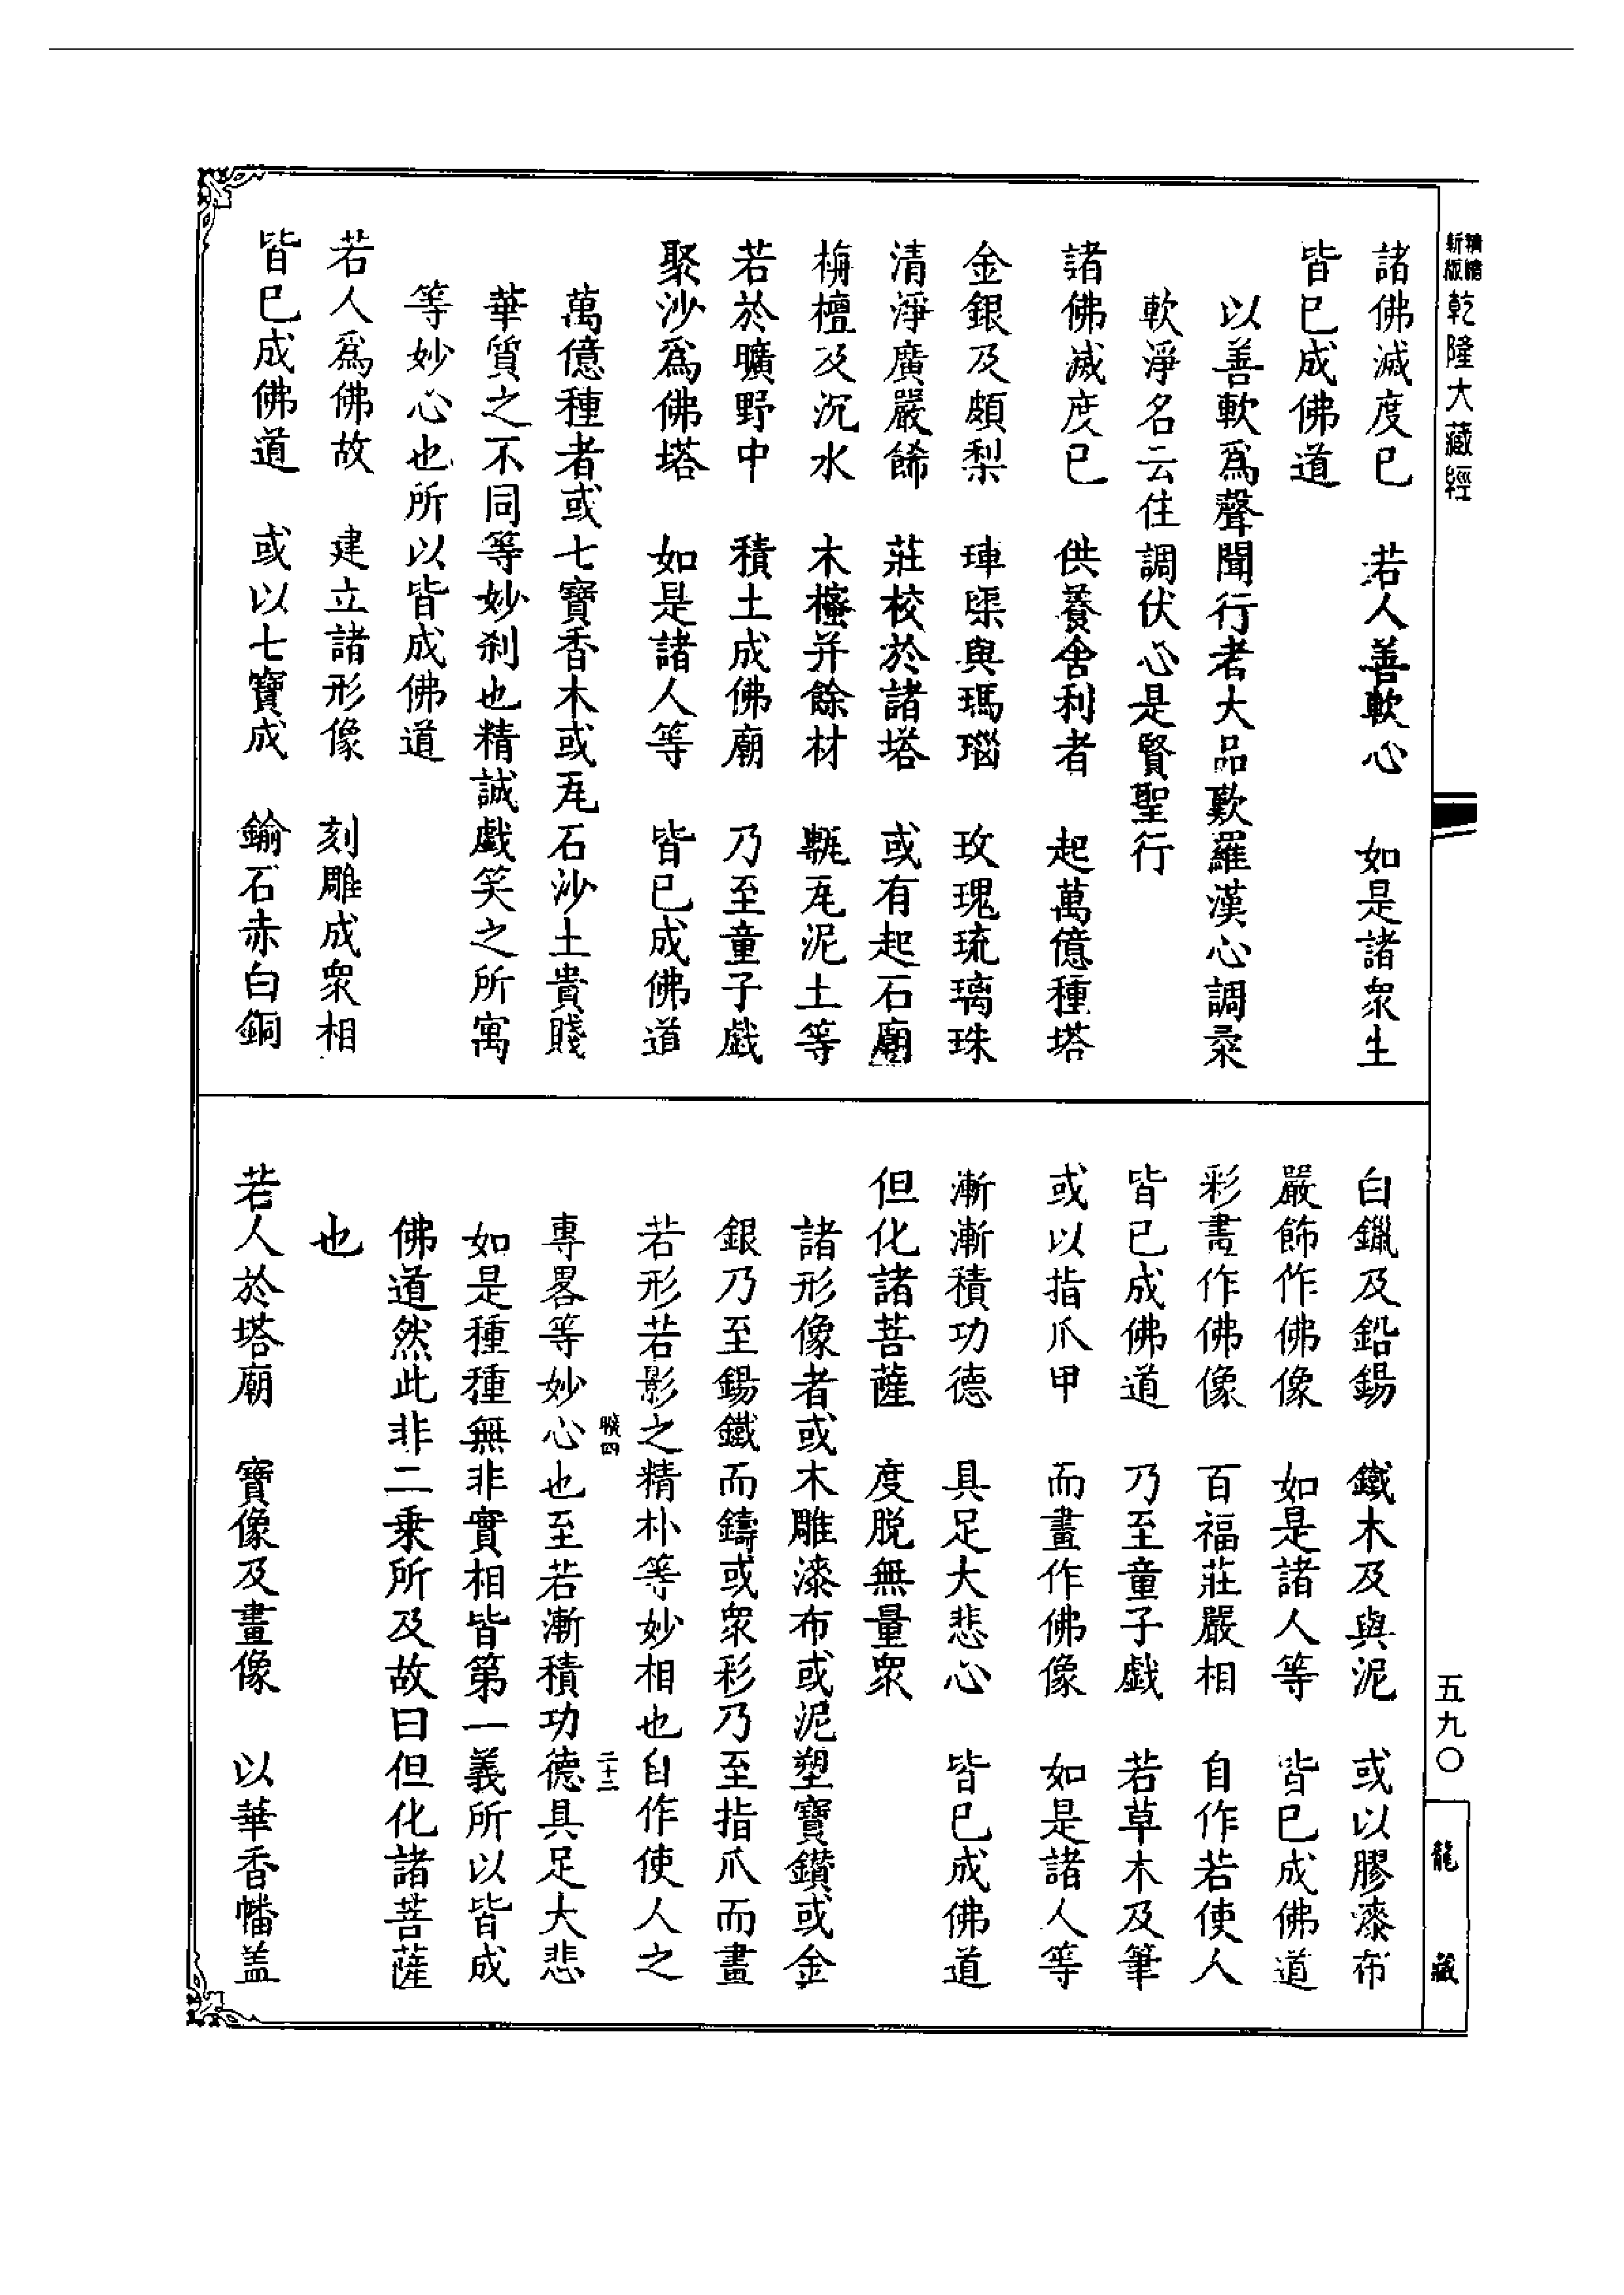 精縮新版乾隆大藏經
諸佛滅度已　若人善軟心　如是諸衆生
皆已成佛道
以善軟爲聲聞行者大品歎羅漢心調柔
軟淨名云住調伏心是賢聖行
諸佛滅度已　供養舍利者　起萬億種塔
金銀及頗梨　硨磲與瑪瑙　玫瑰琉璃珠
清淨廣嚴飾　莊校於諸塔　或有起石廟
栴檀及沉水　木櫁并餘材　甎瓦泥土等
若於曠野中　積土成佛廟　乃至童子戲
聚沙爲佛塔　如是諸人等　皆已成佛道
萬億種者或七寶香木或瓦石沙土貴賤
華質之不同等妙剎也精誠戲笑之所寓
等妙心也所以皆成佛道
若人爲佛故　建立諸形像　刻雕成衆相
皆已成佛道　或以七寶成　鍮石赤白銅
白鑞及鉛錫　鐵木及與泥　或以膠漆布
嚴飾作佛像　如是諸人等　皆已成佛道
彩畫作佛像　百福莊嚴相　自作若使人
皆已成佛道　乃至童子戲　若草木及筆
或以指爪甲　而畫作佛像　如是諸人等
漸漸積功德　具足大悲心　皆已成佛道
但化諸菩薩　度脫無量衆
諸形像者或木雕漆布或泥塑寶鑽或金
銀乃至錫鐵而鑄或衆彩乃至指爪而畫
若形若影之精朴等妙相也自作使人之
四　二十二
專畧等妙心也至若漸積功德具足大悲
如是種種無非實相皆第一義所以皆成
佛道然此非二乗所及故曰但化諸菩薩
也
若人於塔廟　寶像及畫像　以華香幡盖
五九〇
龍藏